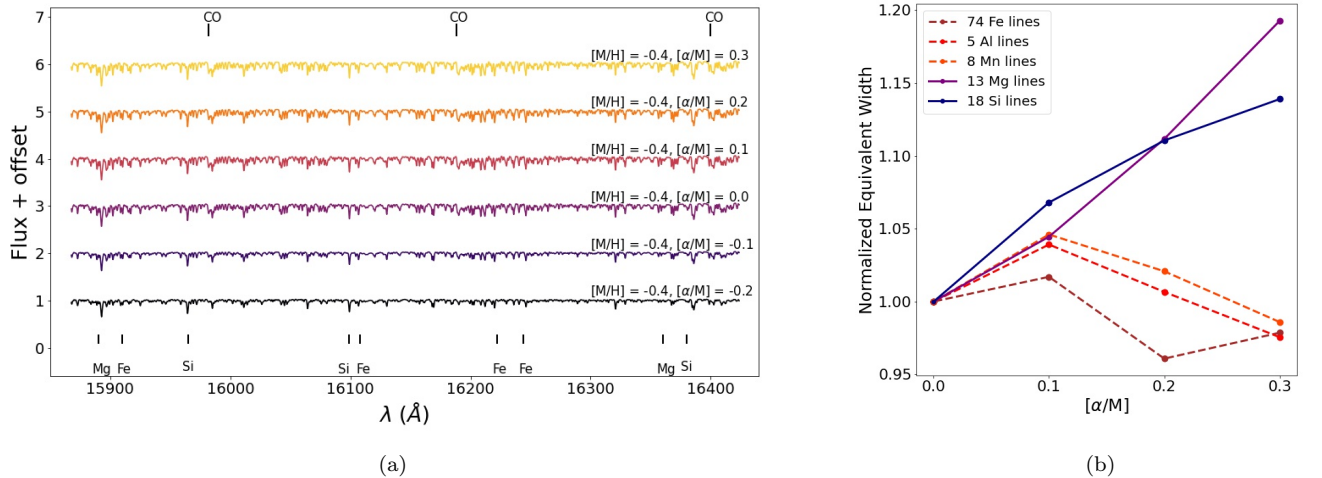 7
6
5
4
3
2
1
0
Flux + offset
CO
CO
CO
[M/H] = -0.4, [α/M] = 0.3
[M/H] = -0.4, [α/M] = 0.2
[M/H] = -0.4, [α/M] = 0.1
[M/H] = -0.4, [α/M] = 0.0
[M/H] = -0.4, [α/M] = -0.1
[M/H] = -0.4, [α/M] = -0.2
Mg Fe Si Si Fe Fe Fe Mg Si
15900 16000 16100 16200 16300 16400
λ (Å)
(a)
1.20
1.15
1.10
1.05
1.00
0.95
Normalized Equivalent Width
74 Fe lines
5 Al lines
8 Mn lines
13 Mg lines
18 Si lines
0.0 0.1 0.2 0.3
[α/M]
(b)